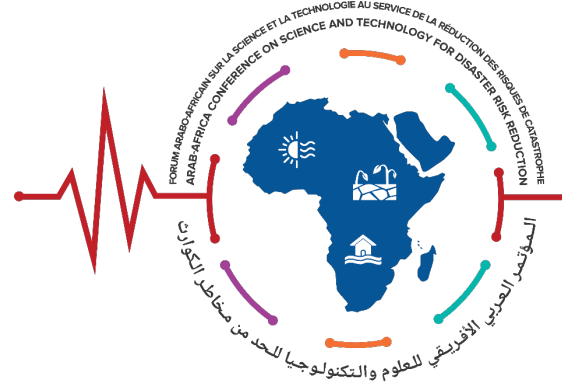 FORUM ARABO-AFRICAIN SUR LA SCIENCE ET LA TECHNOLOGIE AU SERVICE DE LA RÉDUCTION DES RISQUES DE CATASTROPHE
ARAB-AFRICA CONFERENCE ON SCIENCE AND TECHNOLOGY FOR DISASTER RISK REDUCTION
المؤتمر العربي الأفريقي للعلوم والتكنولوجيا للحد من مخاطر الكوارث